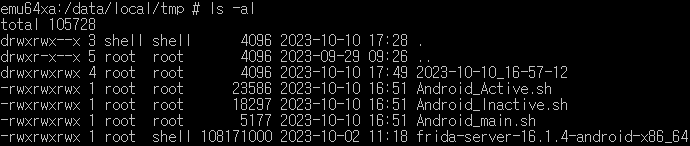 emu64xa:/data/local/tmp # ls -al
total 105728
drwxrwx--x 3 shell shell      4096 2023-10-10 17:28 .
drwxr-x--x 5 root  root       4096 2023-09-29 09:26 ..
drwxrwxrwx 4 root  root       4096 2023-10-10 17:49 2023-10-10_16-57-12
-rwxrwxrwx 1 root  root      23586 2023-10-10 16:51 Android_Active.sh
-rwxrwxrwx 1 root  root      18297 2023-10-10 16:51 Android_Inactive.sh
-rwxrwxrwx 1 root  root       5177 2023-10-10 16:51 Android_main.sh
-rwxrwxrwx 1 root  shell 108171000 2023-10-02 11:18 frida-server-16.1.4-android-x86_64